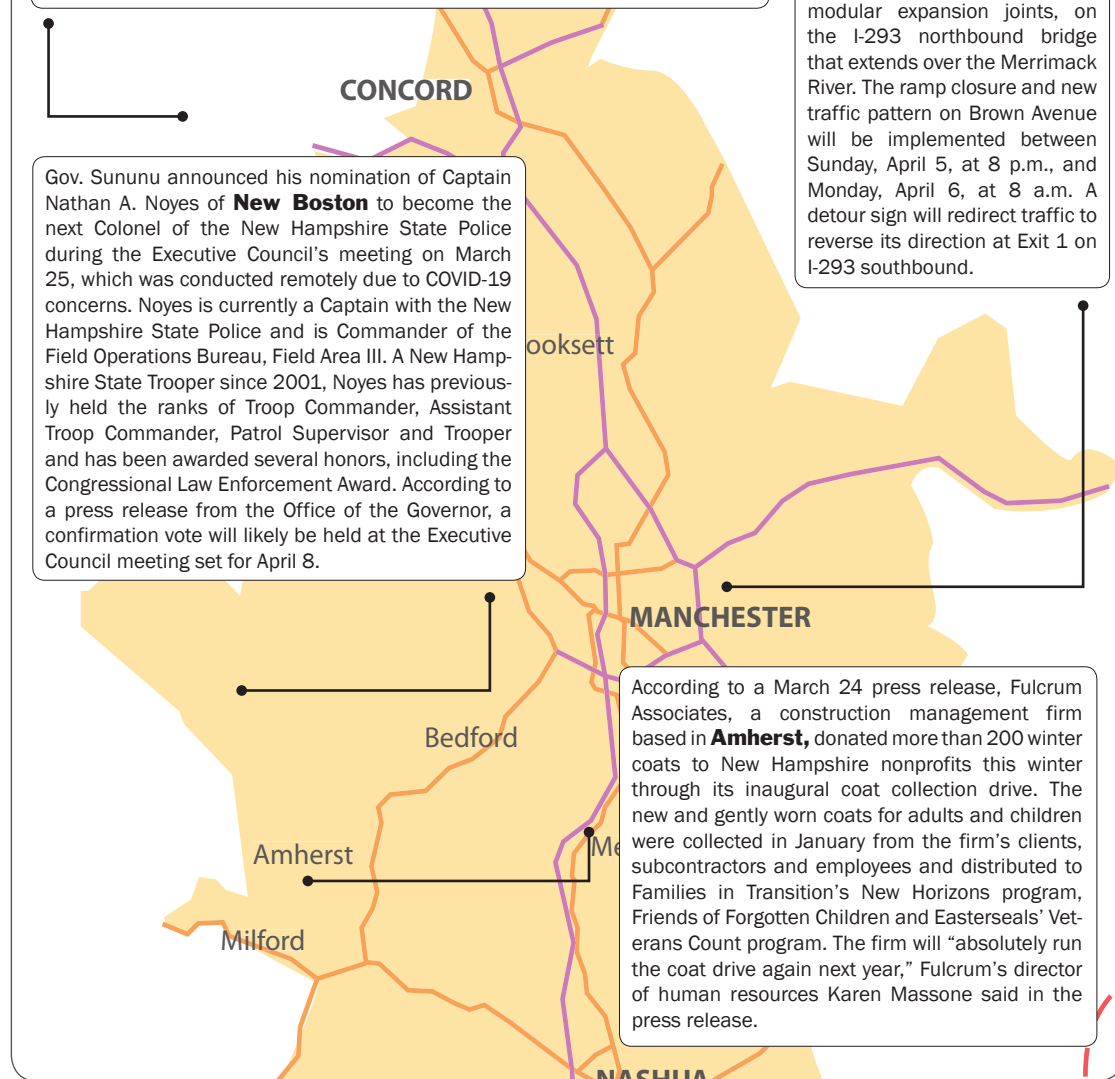 modular expansion joints, on
the I-293 northbound bridge
that extends over the Merrimack
River. The ramp closure and new
traffic pattern on Brown Avenue
will be implemented between
Sunday, April 5, at 8 p.m., and
Monday, April 6, at 8 a.m. A
detour sign will redirect traffic to
reverse its direction at Exit 1 on
I-293 southbound.
CONCORD
Gov. Sununu announced his nomination of Captain
Nathan A. Noyes of New Boston to become the
next Colonel of the New Hampshire State Police
during the Executive Council's meeting on March
25, which was conducted remotely due to COVID-19
concerns. Noyes is currently a Captain with the New
Hampshire State Police and is Commander of the
Field Operations Bureau, Field Area III. A New Hamp-
shire State Trooper since 2001, Noyes has previous-
ly held the ranks of Troop Commander, Assistant
Troop Commander, Patrol Supervisor and Trooper
and has been awarded several honors, including the
Congressional Law Enforcement Award. According to
a press release from the Office of the Governor, a
confirmation vote will likely be held at the Executive
Council meeting set for April 8.
ooksett
MANCHESTER
Bedford
According to a March 24 press release, Fulcrum
Associates, a construction management firm
based in Amherst, donated more than 200 winter
coats to New Hampshire nonprofits this winter
through its inaugural coat collection drive. The
new and gently worn coats for adults and children
were collected in January from the firm's clients,
subcontractors and employees and distributed to
Families in Transition's New Horizons program,
Friends of Forgotten Children and Easterseals' Vet-
erans Count program. The firm will “absolutely run
the coat drive again next year,” Fulcrum's director
of human resources Karen Massone said in the
press release.
Me
Amherst
Milford
NASHUA